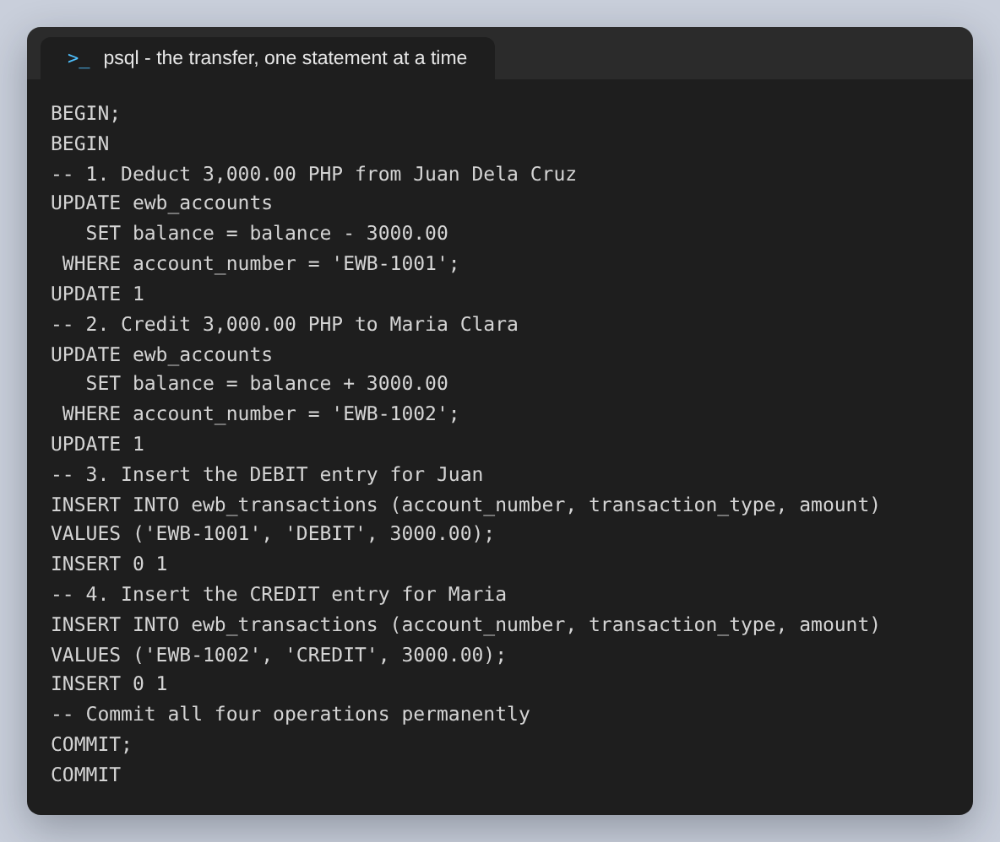 >_ psql - the transfer, one statement at a time
BEGIN;
BEGIN
-- 1. Deduct 3,000.00 PHP from Juan Dela Cruz
UPDATE ewb_accounts
   SET balance = balance - 3000.00
 WHERE account_number = 'EWB-1001';
UPDATE 1
-- 2. Credit 3,000.00 PHP to Maria Clara
UPDATE ewb_accounts
   SET balance = balance + 3000.00
 WHERE account_number = 'EWB-1002';
UPDATE 1
-- 3. Insert the DEBIT entry for Juan
INSERT INTO ewb_transactions (account_number, transaction_type, amount)
VALUES ('EWB-1001', 'DEBIT', 3000.00);
INSERT 0 1
-- 4. Insert the CREDIT entry for Maria
INSERT INTO ewb_transactions (account_number, transaction_type, amount)
VALUES ('EWB-1002', 'CREDIT', 3000.00);
INSERT 0 1
-- Commit all four operations permanently
COMMIT;
COMMIT